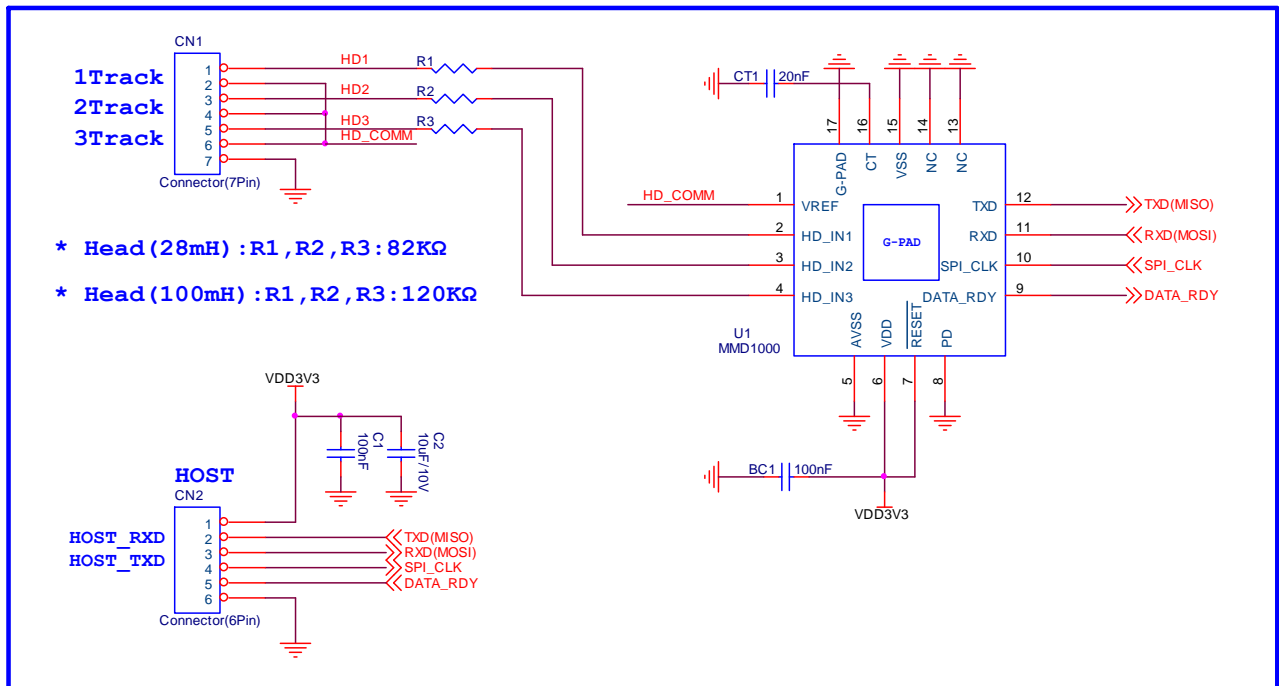 CN1
1Track
2Track
3Track
1
2
3
4
5
6
7
Connector(7Pin)
HD1
HD2
HD3
HD_COMM
R1
R2
R3
* Head(28mH):R1,R2,R3:82KΩ
* Head(100mH):R1,R2,R3:120KΩ
CT1
20nF
17
16
15
14
13
G-PAD
CT
VSS
NC
NC
HD_COMM
1
VREF
2
HD_IN1
3
HD_IN2
4
HD_IN3
G-PAD
TXD
12
TXD(MISO)
RXD
11
RXD(MOSI)
SPI_CLK
10
SPI_CLK
DATA_RDY
9
DATA_RDY
U1
MMD1000
AVSS
VDD
RESET
PD
5
6
7
8
BC1
100nF
VDD3V3
VDD3V3
C1
100nF
C2
10uF/10V
HOST
CN2
HOST_RXD
HOST_TXD
1
2
3
4
5
6
TXD(MISO)
RXD(MOSI)
SPI_CLK
DATA_RDY
Connector(6Pin)